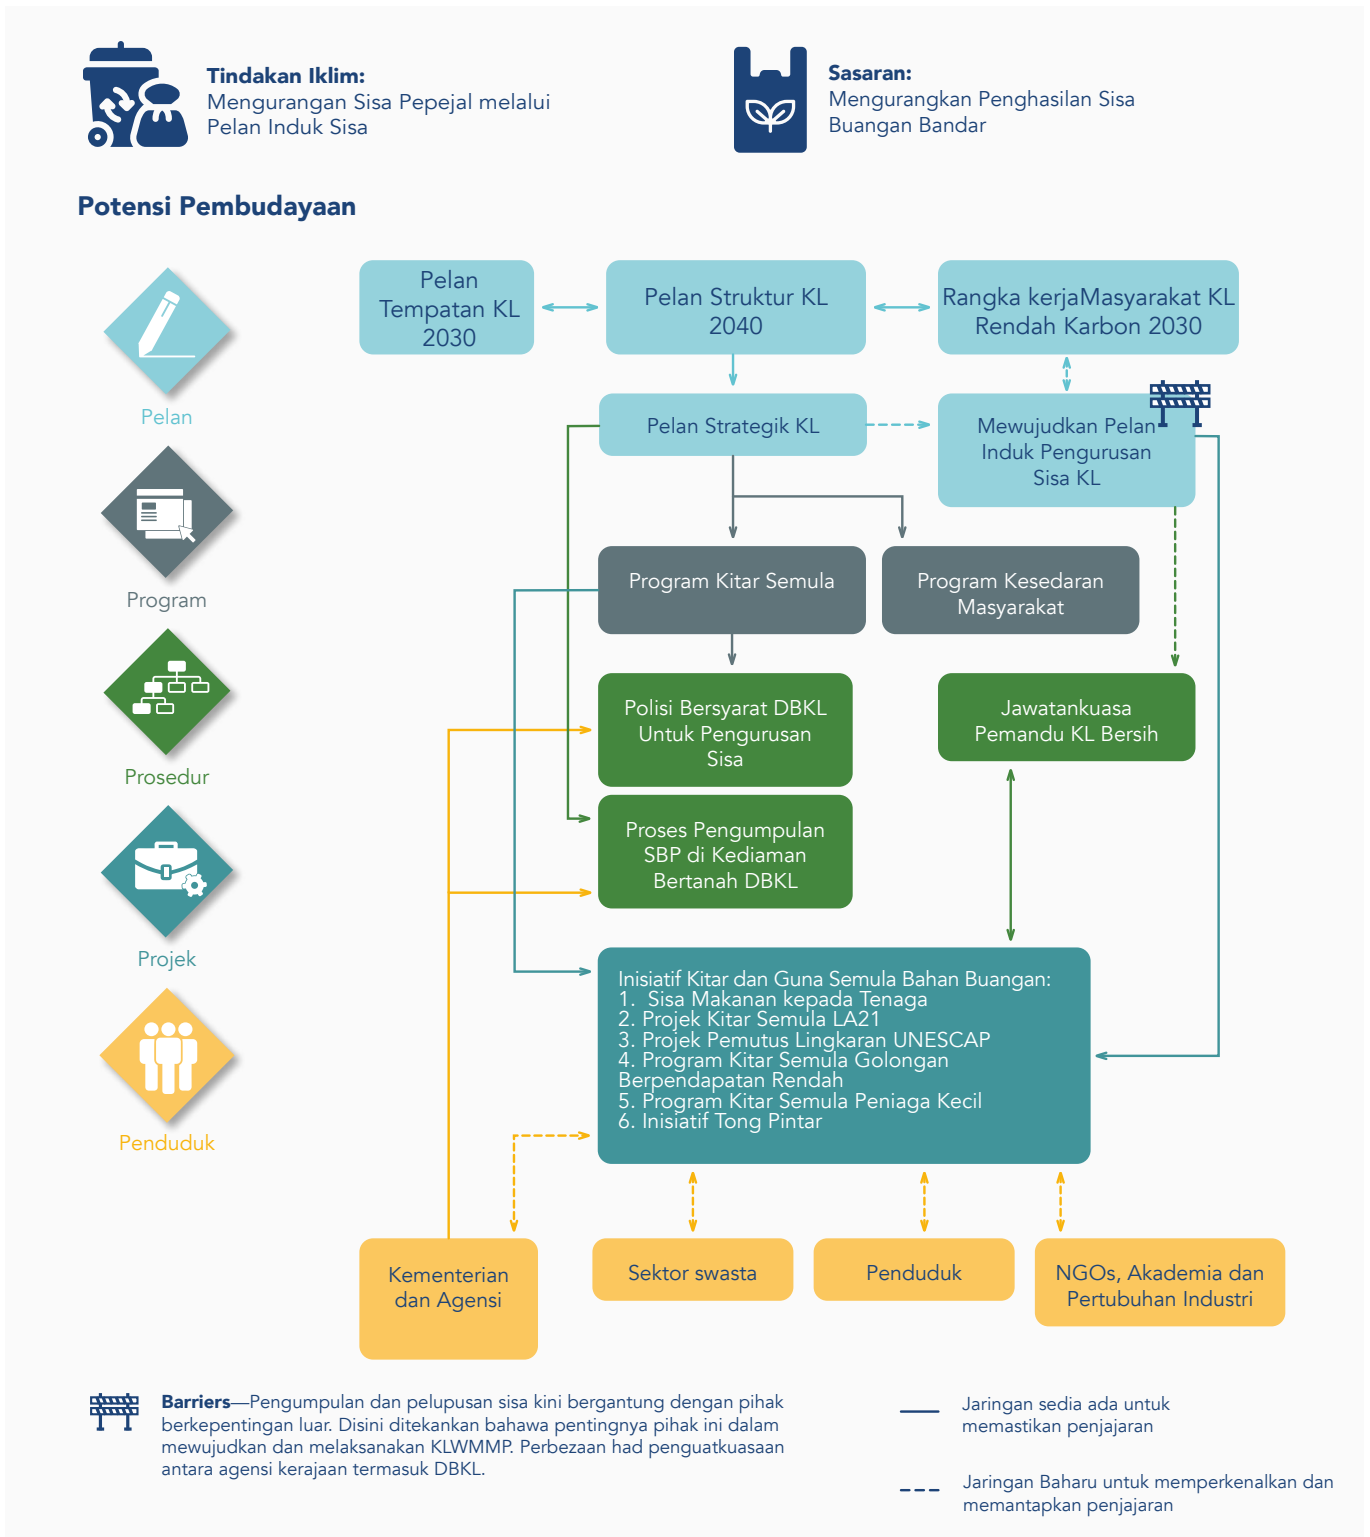 Tindakan Iklim:
Mengurangan Sisa Pepejal melalui
Pelan Induk Sisa
Sasaran:
Mengurangkan Penghasilan Sisa
Buangan Bandar
Potensi Pembudayaan
Pelan
Program
Prosedur
Projek
Penduduk
Pelan
Tempatan KL
2030
Pelan Struktur KL
2040
Rangka kerjaMasyarakat KL
Rendah Karbon 2030
Pelan Strategik KL
Mewujudkan Pelan
Induk Pengurusan
Sisa KL
Program Kitar Semula
Program Kesedaran
Masyarakat
Polisi Bersyarat DBKL
Untuk Pengurusan
Sisa
Jawatankuasa
Pemandu KL Bersih
Proses Pengumpulan
SBP di Kediaman
Bertanah DBKL
Inisiatif Kitar dan Guna Semula Bahan Buangan:
1. Sisa Makanan kepada Tenaga
2. Projek Kitar Semula LA21
3. Projek Pemutus Lingkaran UNESCAP
4. Program Kitar Semula Golongan
Berpendapatan Rendah
5. Program Kitar Semula Peniaga Kecil
6. Inisiatif Tong Pintar
Kementerian
dan Agensi
Sektor swasta
Penduduk
NGOs, Akademia dan
Pertubuhan Industri
Barriers—Pengumpulan dan pelupusan sisa kini bergantung dengan pihak
berkepentingan luar. Disini ditekankan bahawa pentingnya pihak ini dalam
mewujudkan dan melaksanakan KLWMMP. Perbezaan had penguatkuasaan
antara agensi kerajaan termasuk DBKL.
Jaringan sedia ada untuk
memastikan penjajaran
Jaringan Baharu untuk memperkenalkan dan
memantapkan penjajaran